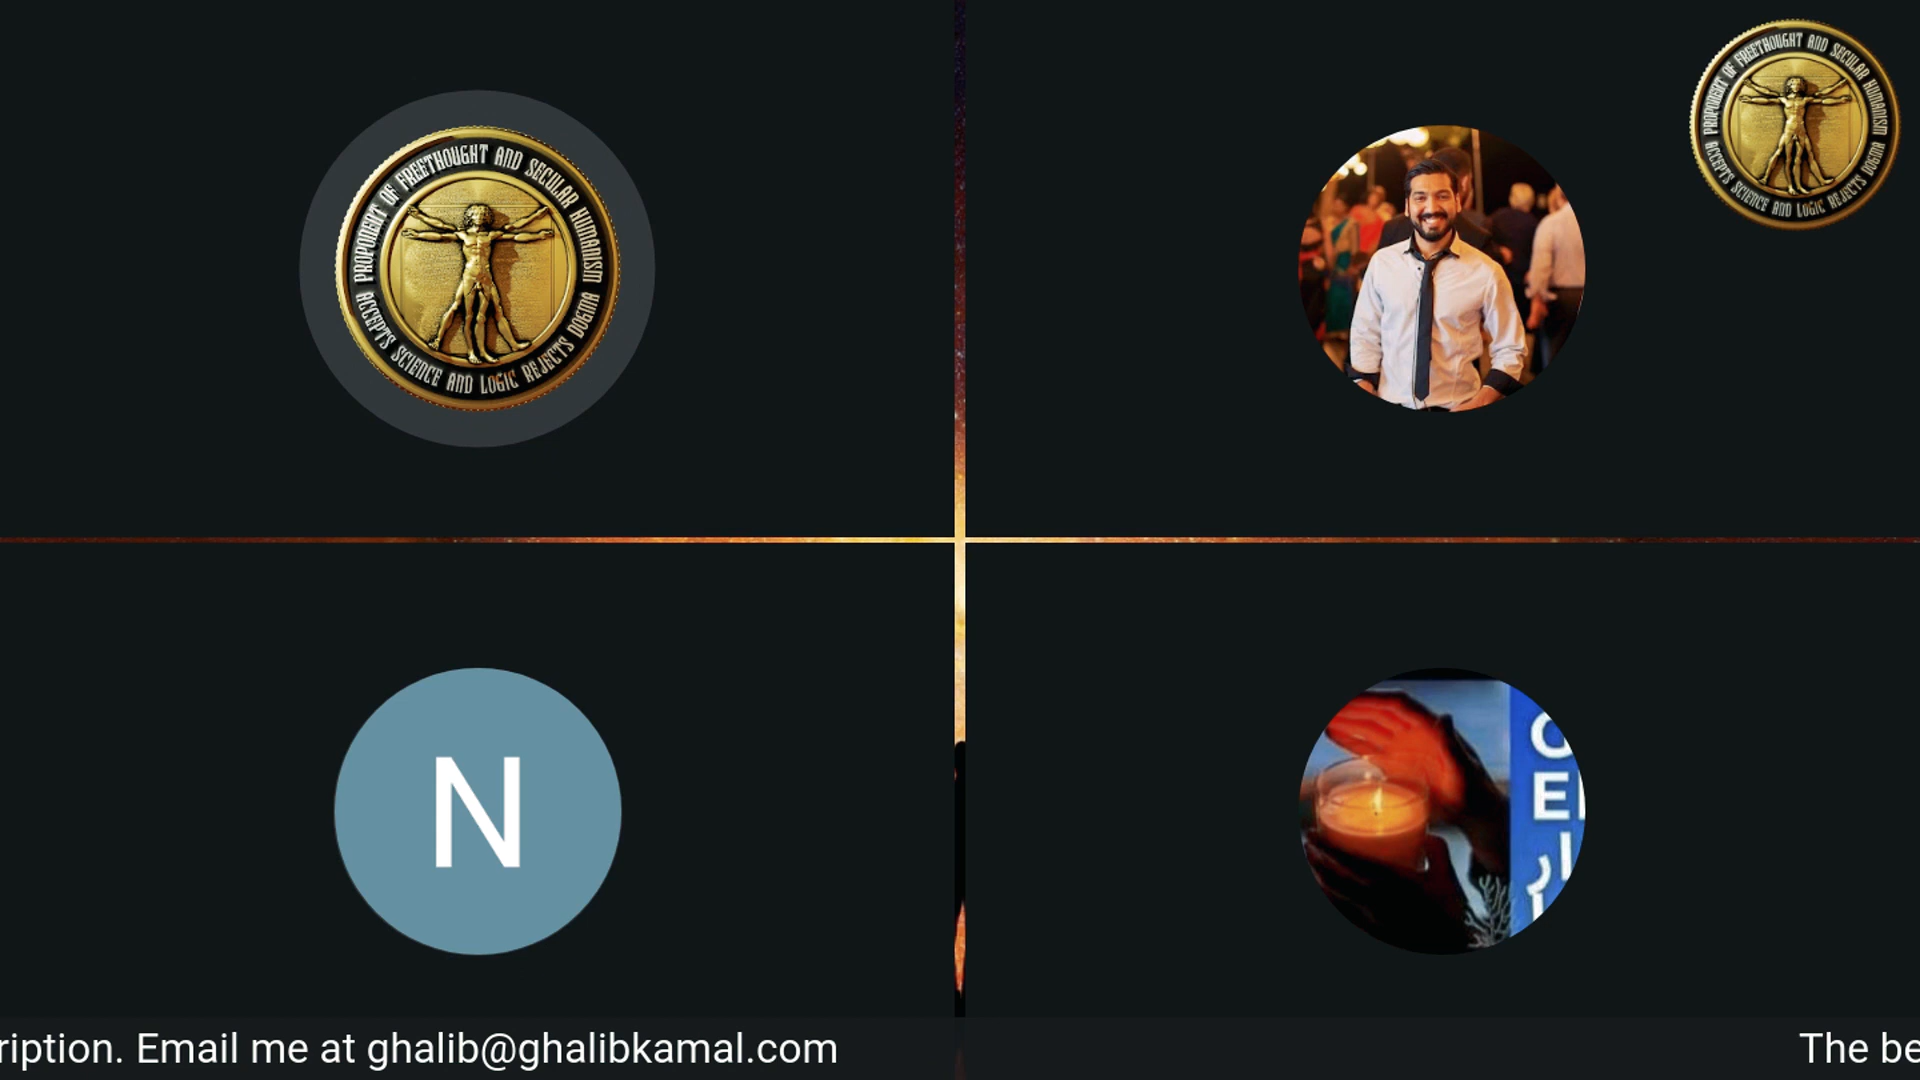 PROPONENT OF FREETHOUGHT AND SECULAR HUMANISM
ACCEPTS SCIENCE AND LOGIC REJECTS DOGMA
PROPONENT OF FREETHOUGHT AND SECULAR HUMANISM
ACCEPTS SCIENCE AND LOGIC REJECTS DOGMA
N
ription. Email me at ghalib@ghalibkamal.com
The be